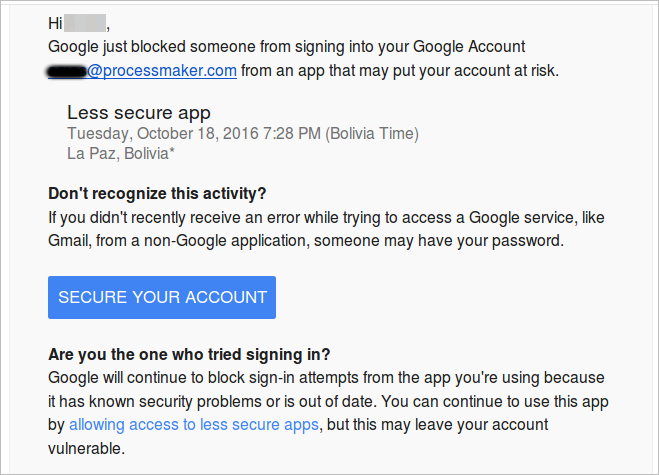 Hi ,
Google just blocked someone from signing into your Google Account
@processmaker.com from an app that may put your account at risk.
Less secure app
Tuesday, October 18, 2016 7:28 PM (Bolivia Time)
La Paz, Bolivia*
Don't recognize this activity?
If you didn't recently receive an error while trying to access a Google service, like
Gmail, from a non-Google application, someone may have your password.
SECURE YOUR ACCOUNT
Are you the one who tried signing in?
Google will continue to block sign-in attempts from the app you're using because
it has known security problems or is out of date. You can continue to use this app
by allowing access to less secure apps, but this may leave your account
vulnerable.